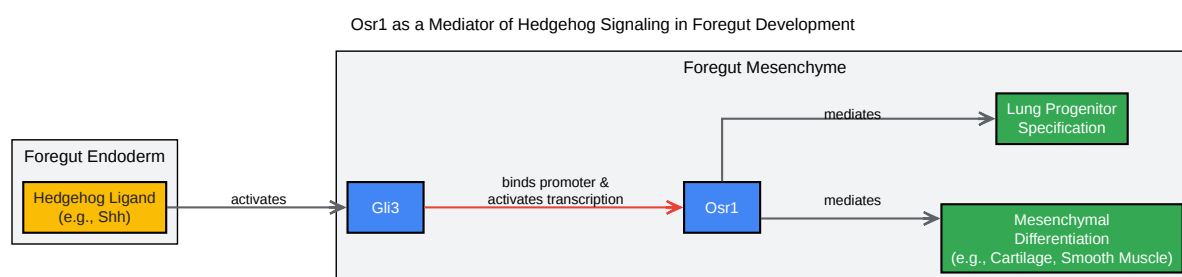 Osr1 as a Mediator of Hedgehog Signaling in Foregut Development
Foregut Mesenchyme
Lung Progenitor
Specification
mediates
Foregut Endoderm
Hedgehog Ligand
(e.g., Shh)
activates
Gli3
binds promoter &
activates transcription
Osr1
mediates
Mesenchymal
Differentiation
(e.g., Cartilage, Smooth Muscle)